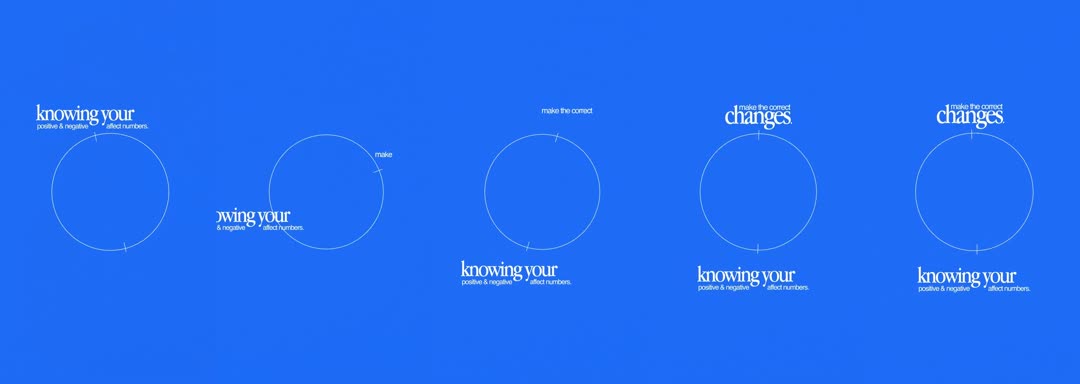 knowing your
positive & negative affect numbers.
make
owing your
& negative affect numbers.
make the correct
knowing your
positive & negative affect numbers.
make the correct
changes.
knowing your
positive & negative affect numbers.
make the correct
changes.
knowing your
positive & negative affect numbers.